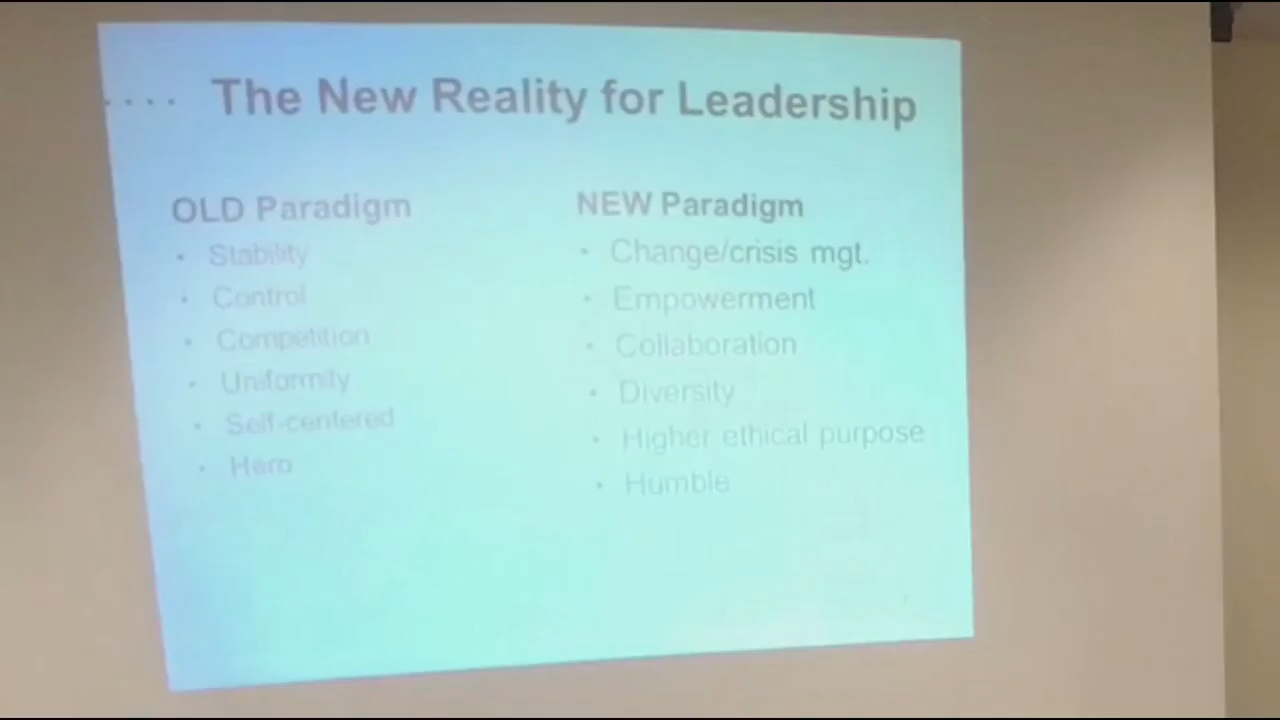 The New Reality for Leadership
OLD Paradigm
• Stability
• Control
• Competition
• Uniformity
• Self-centered
• Hero
NEW Paradigm
• Change/crisis mgt.
• Empowerment
• Collaboration
• Diversity
• Higher ethical purpose
• Humble